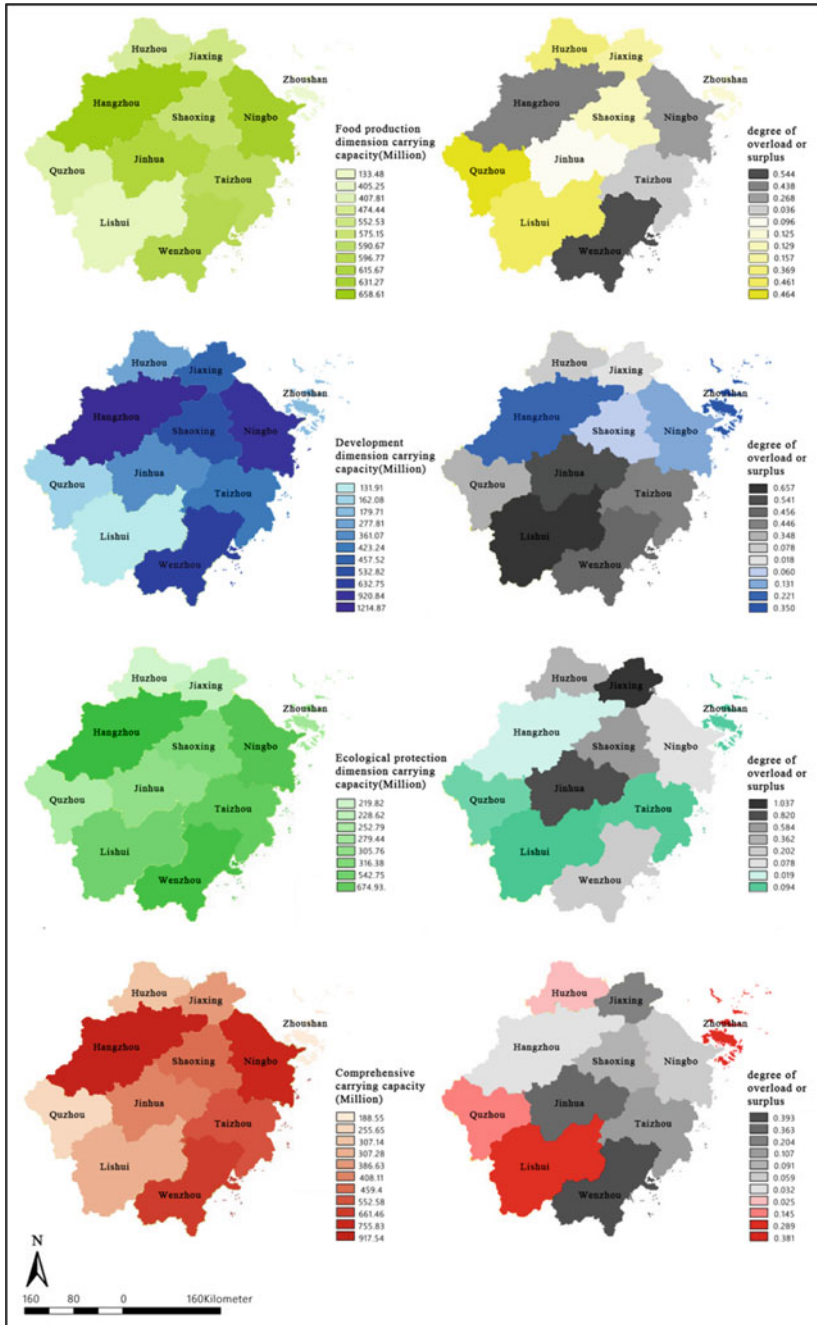 Huzhou
Jiaxing
Zhoushan
Hangzhou
Ningbo
Shaoxing
Jinhua
Quzhou
Taizhou
Lishui
Wenzhou
Food production
dimension carrying
capacity(Million)
133.48
405.25
407.81
474.44
552.53
575.15
590.67
596.77
615.67
631.27
658.61
Huzhou
Jiaxing
Zhoushan
Hangzhou
Ningbo
Shaoxing
Jinhua
Quzhou
Taizhou
Lishui
Wenzhou
degree of
overload or
surplus
0.544
0.438
0.268
0.036
0.096
0.125
0.129
0.157
0.369
0.461
0.464
Huzhou
Jiaxing
Zhoushan
Hangzhou
Shaoxing
Ningbo
Jinhua
Quzhou
Taizhou
Lishui
Wenzhou
Development
dimension carrying
capacity(Million)
131.91
162.08
179.71
277.81
361.07
423.24
457.52
532.82
632.75
920.84
1214.87
Huzhou
Jiaxing
Zhoushan
Hangzhou
Shaoxing
Ningbo
Jinhua
Quzhou
Taizhou
Lishui
Wenzhou
degree of
overload or
surplus
0.657
0.541
0.456
0.446
0.348
0.078
0.018
0.060
0.131
0.221
0.350
Huzhou
Jiaxing
Zhoushan
Hangzhou
Shaoxing
Ningbo
Jinhua
Quzhou
Taizhou
Lishui
Wenzhou
Ecological protection
dimension carrying
capacity(Million)
219.82
228.62
252.79
279.44
305.76
316.38
542.75
674.93.
Huzhou
Jiaxing
Zhoushan
Hangzhou
Shaoxing
Ningbo
Jinhua
Quzhou
Taizhou
Lishui
Wenzhou
degree of
overload or
surplus
1.037
0.820
0.584
0.362
0.202
0.078
0.019
0.094
Huzhou
Jiaxing
Zhoushan
Hangzhou
Shaoxing
Ningbo
Jinhua
Quzhou
Taizhou
Lishui
Wenzhou
Comprehensive
carrying capacity
(Million)
188.55
255.65
307.14
307.28
386.63
408.11
459.4
552.58
661.46
755.83
917.54
Huzhou
Jiaxing
Zhoushan
Hangzhou
Shaoxing
Ningbo
Jinhua
Quzhou
Taizhou
Lishui
Wenzhou
degree of
overload or
surplus
0.393
0.363
0.204
0.107
0.091
0.059
0.032
0.025
0.145
0.289
0.381
N
160 80 0 160Kilometer